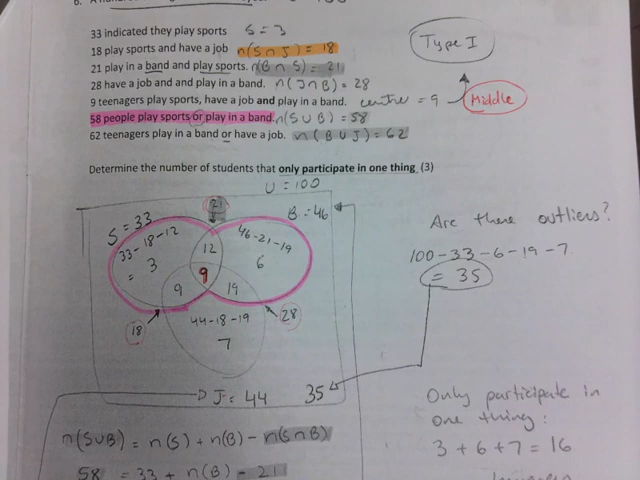 33 indicated they play sports S = 3
18 play sports and have a job n(S∩J) = 18
21 play in a band and play sports. n(B∩S) = 21
28 have a job and and play in a band. n(J∩B) = 28
9 teenagers play sports, have a job and play in a band. centre = 9
58 people play sports or play in a band. n(S∪B) = 58
62 teenagers play in a band or have a job. n(B∪J) = 62
Type I
Middle
Determine the number of students that only participate in one thing. (3)
U = 100
21
S = 33
B = 46
33-18-12
= 3
12
46-21-19
6
9
9
19
18
44-18-19
7
28
J = 44
35
Are there outliers?
100-33-6-19-7
= 35
Only participate in
one thing:
3 + 6 + 7 = 16
n(S∪B) = n(S) + n(B) - n(S∩B)
58 = 33 + n(B) - 21